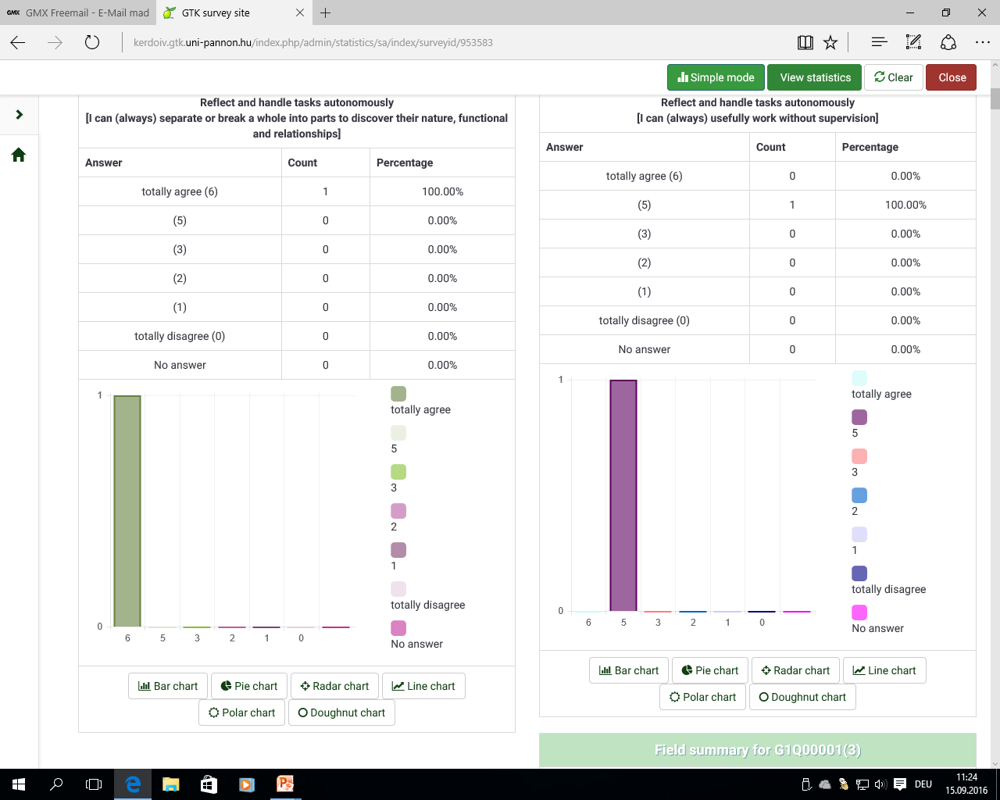 GMX GMX Freemail - E-Mail mad
GTK survey site
kerdoiv.gtk.uni-pannon.hu/index.php/admin/statistics/sa/index/surveyid/953583
Simple mode View statistics Clear Close
Reflect and handle tasks autonomously
[I can (always) separate or break a whole into parts to discover their nature, functional
and relationships]
Answer Count Percentage
totally agree (6) 1 100.00%
(5) 0 0.00%
(3) 0 0.00%
(2) 0 0.00%
(1) 0 0.00%
totally disagree (0) 0 0.00%
No answer 0 0.00%
1
0
6 5 3 2 1 0
totally agree
5
3
2
1
totally disagree
No answer
Bar chart Pie chart Radar chart Line chart
Polar chart Doughnut chart
Reflect and handle tasks autonomously
[I can (always) usefully work without supervision]
Answer Count Percentage
totally agree (6) 0 0.00%
(5) 1 100.00%
(3) 0 0.00%
(2) 0 0.00%
(1) 0 0.00%
totally disagree (0) 0 0.00%
No answer 0 0.00%
1
0
6 5 3 2 1 0
totally agree
5
3
2
1
totally disagree
No answer
Bar chart Pie chart Radar chart Line chart
Polar chart Doughnut chart
Field summary for G1Q00001(3)
DEU
11:24
15.09.2016